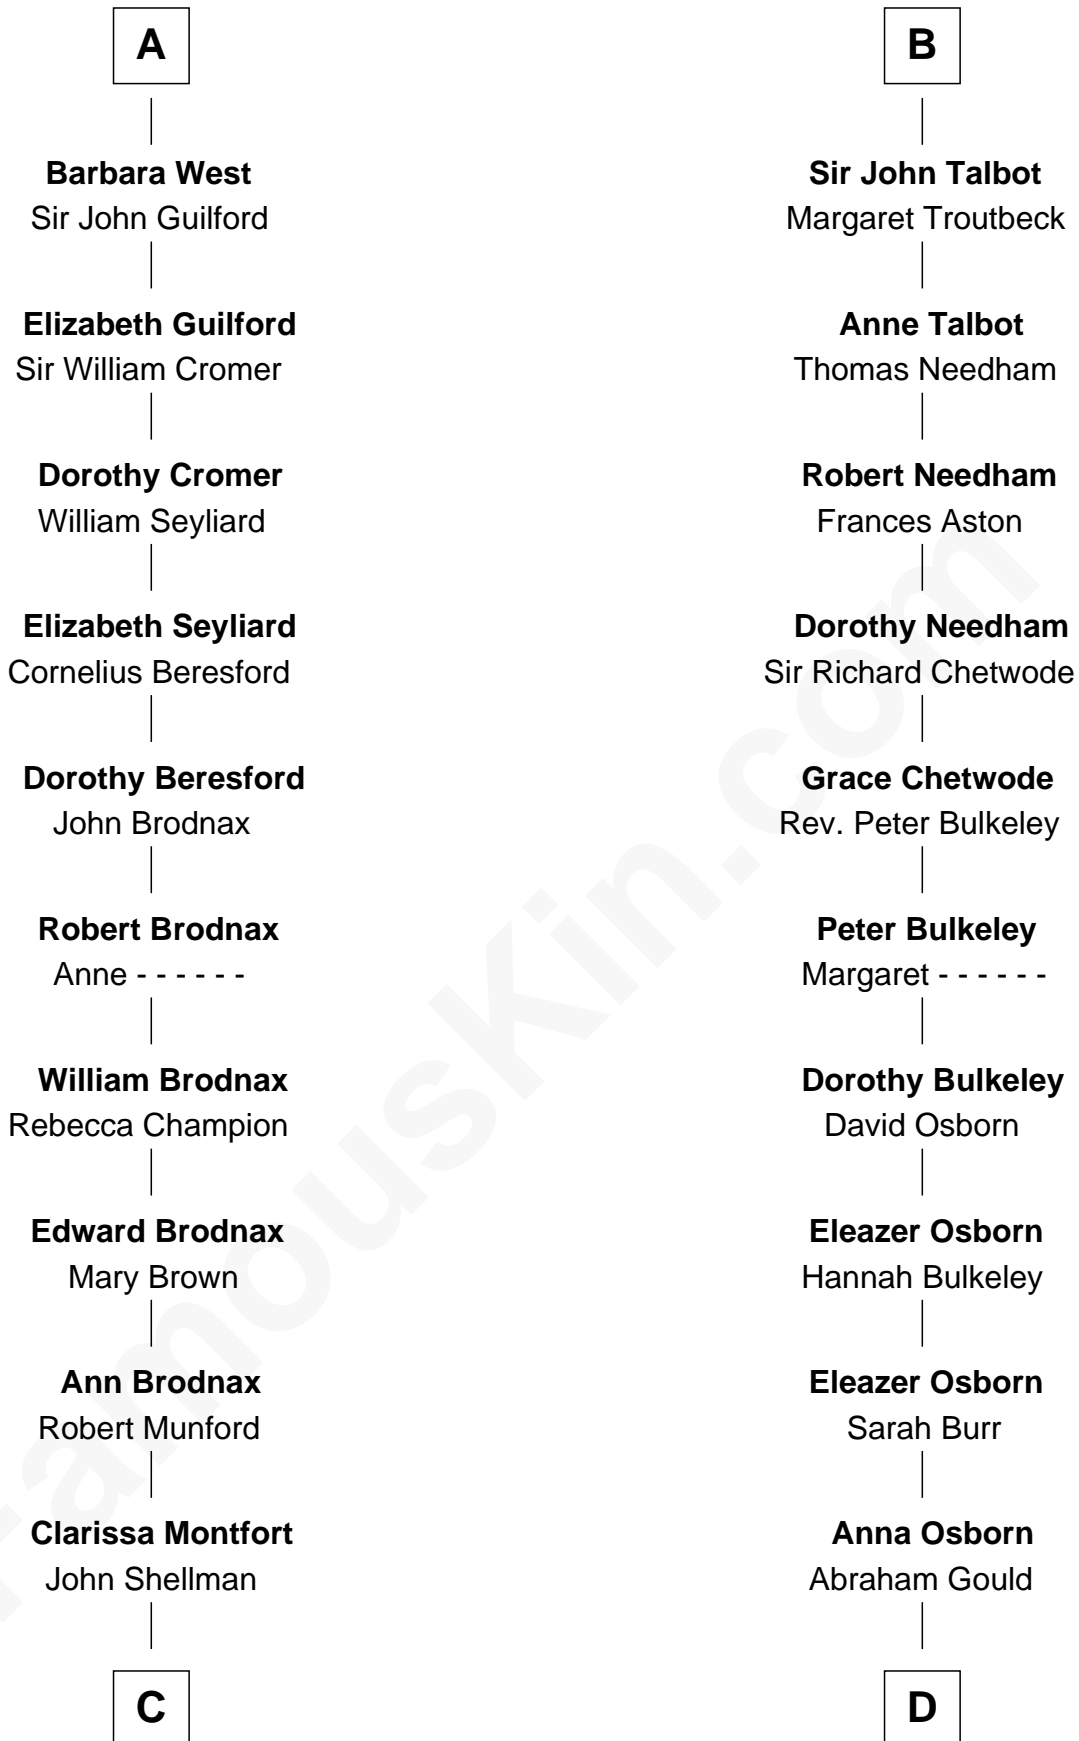 A
Barbara West
Sir John Guilford
Elizabeth Guilford
Sir William Cromer
Dorothy Cromer
William Seyliard
Elizabeth Seyliard
Cornelius Beresford
Dorothy Beresford
John Brodnax
Robert Brodnax
Anne - - - - - -
William Brodnax
Rebecca Champion
Edward Brodnax
Mary Brown
Ann Brodnax
Robert Munford
Clarissa Montfort
John Shellman
C
B
Sir John Talbot
Margaret Troutbeck
Anne Talbot
Thomas Needham
Robert Needham
Frances Aston
Dorothy Needham
Sir Richard Chetwode
Grace Chetwode
Rev. Peter Bulkeley
Peter Bulkeley
Margaret - - - - - -
Dorothy Bulkeley
David Osborn
Eleazer Osborn
Hannah Bulkeley
Eleazer Osborn
Sarah Burr
Anna Osborn
Abraham Gould
D
FamousKin.com